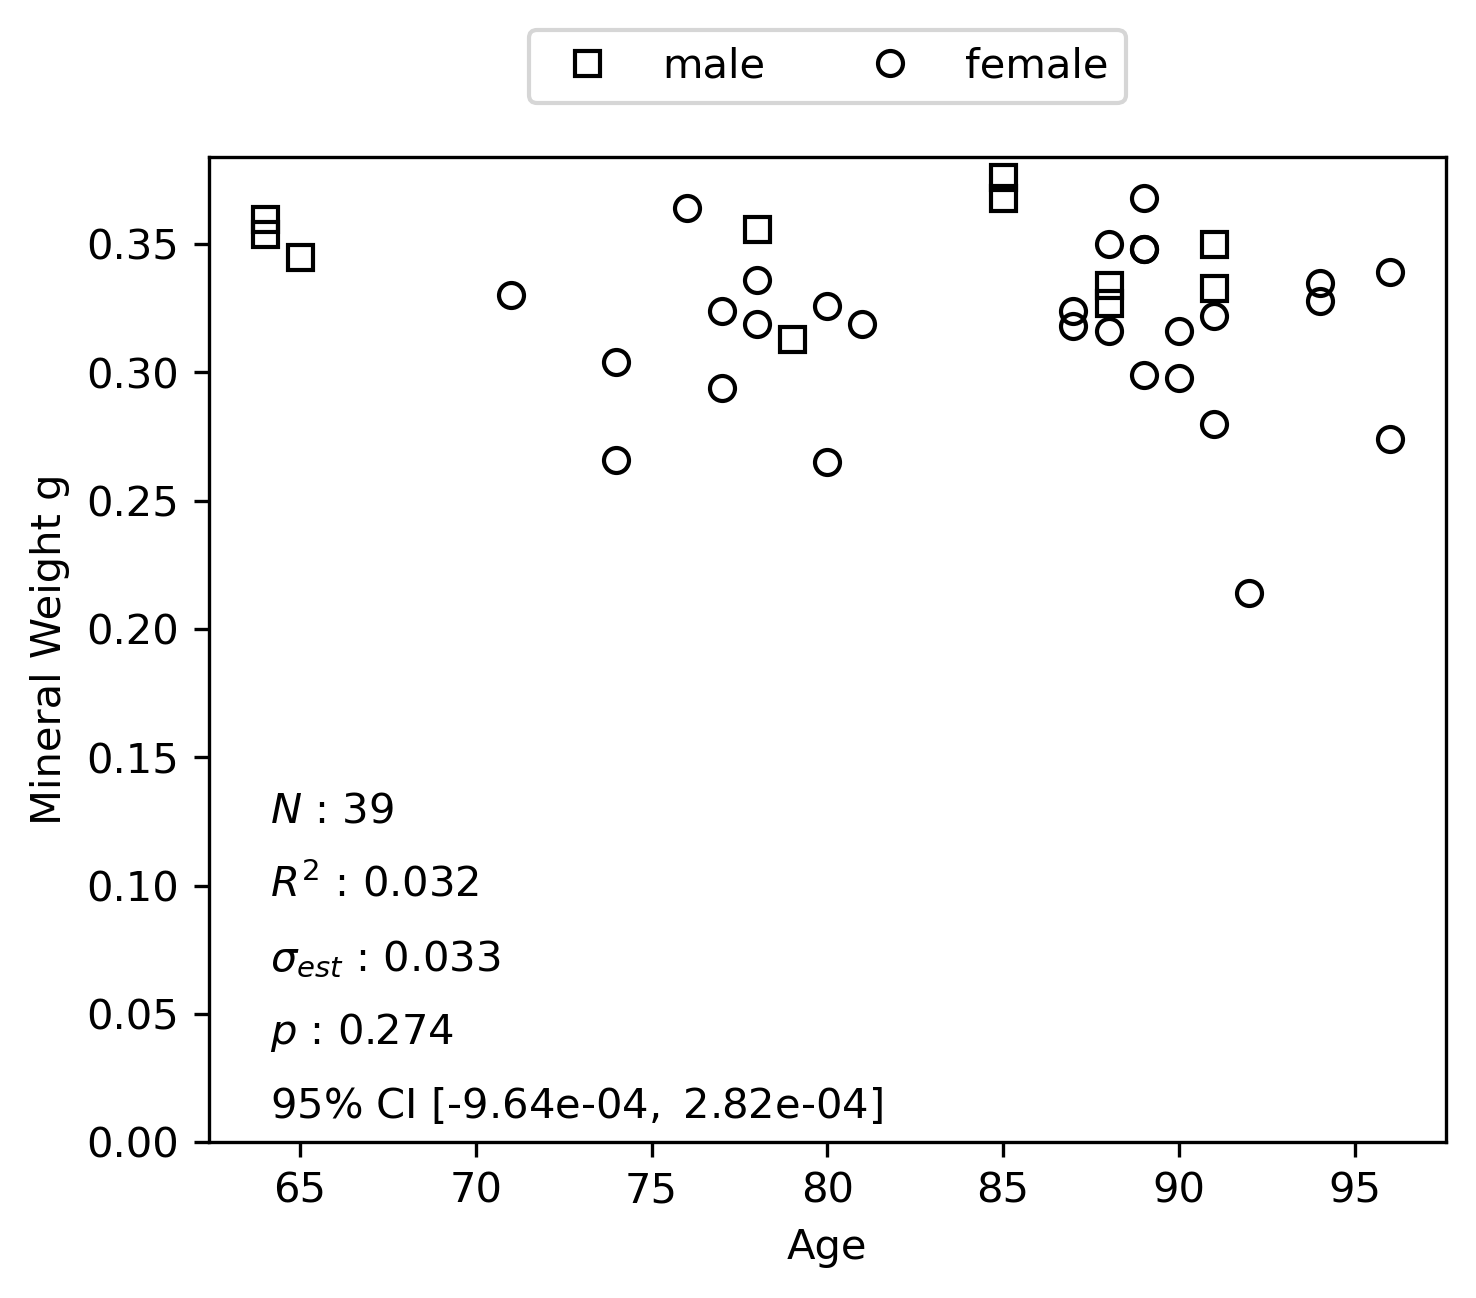 male female
0.35
0.30
0.25
0.20
0.15
0.10
0.05
0.00
Mineral Weight g
N : 39
R² : 0.032
σest : 0.033
p : 0.274
95% CI [-9.64e-04, 2.82e-04]
65 70 75 80 85 90 95
Age